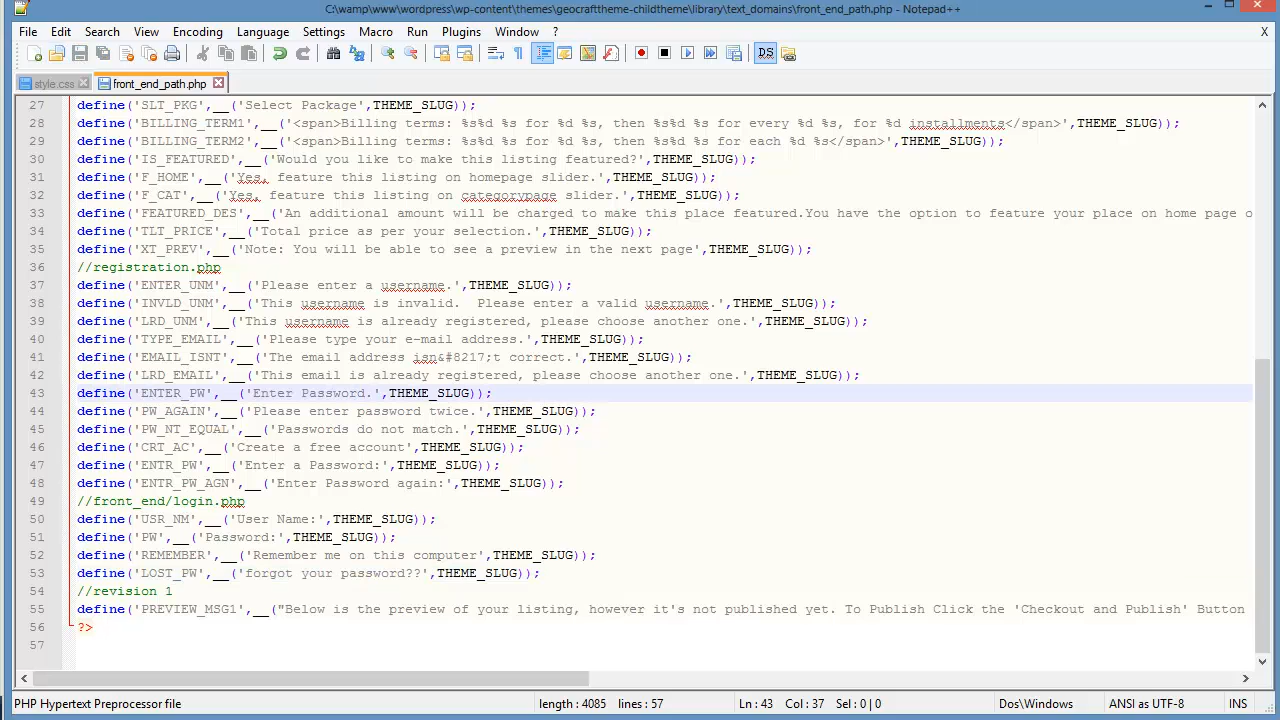 C:\wamp\www\wordpress\wp-content\themes\geocrafttheme-childtheme\library\text_domains\front_end_path.php - Notepad++
File Edit Search View Encoding Language Settings Macro Run Plugins Window ? X
style.css front_end_path.php
27 define('SLT_PKG',__('Select Package',THEME_SLUG));
28 define('BILLING_TERM1',__('<span>Billing terms: %s%d %s for %d %s, then %s%d %s for every %d %s, for %d installments</span>',THEME_SLUG));
29 define('BILLING_TERM2',__('<span>Billing terms: %s%d %s for %d %s, then %s%d %s for each %d %s</span>',THEME_SLUG));
30 define('IS_FEATURED',__('Would you like to make this listing featured?',THEME_SLUG));
31 define('F_HOME',__('Yes, feature this listing on homepage slider.',THEME_SLUG));
32 define('F_CAT',__('Yes, feature this listing on categorypage slider.',THEME_SLUG));
33 define('FEATURED_DES',__('An additional amount will be charged to make this place featured.You have the option to feature your place on home page o
34 define('TLT_PRICE',__('Total price as per your selection.',THEME_SLUG));
35 define('XT_PREV',__('Note: You will be able to see a preview in the next page',THEME_SLUG));
36 //registration.php
37 define('ENTER_UNM',__('Please enter a username.',THEME_SLUG));
38 define('INVLD_UNM',__('This username is invalid.  Please enter a valid username.',THEME_SLUG));
39 define('LRD_UNM',__('This username is already registered, please choose another one.',THEME_SLUG));
40 define('TYPE_EMAIL',__('Please type your e-mail address.',THEME_SLUG));
41 define('EMAIL_ISNT',__('The email address isn&#8217;t correct.',THEME_SLUG));
42 define('LRD_EMAIL',__('This email is already registered, please choose another one.',THEME_SLUG));
43 define('ENTER_PW',__('Enter Password.',THEME_SLUG));
44 define('PW_AGAIN',__('Please enter password twice.',THEME_SLUG));
45 define('PW_NT_EQUAL',__('Passwords do not match.',THEME_SLUG));
46 define('CRT_AC',__('Create a free account',THEME_SLUG));
47 define('ENTR_PW',__('Enter a Password:',THEME_SLUG));
48 define('ENTR_PW_AGN',__('Enter Password again:',THEME_SLUG));
49 //front_end/login.php
50 define('USR_NM',__('User Name:',THEME_SLUG));
51 define('PW',__('Password:',THEME_SLUG));
52 define('REMEMBER',__('Remember me on this computer',THEME_SLUG));
53 define('LOST_PW',__('forgot your password??',THEME_SLUG));
54 //revision 1
55 define('PREVIEW_MSG1',__("Below is the preview of your listing, however it's not published yet. To Publish Click the 'Checkout and Publish' Button
56 ?>
57
PHP Hypertext Preprocessor file length : 4085 lines : 57 Ln : 43 Col : 37 Sel : 0 | 0 Dos\Windows ANSI as UTF-8 INS